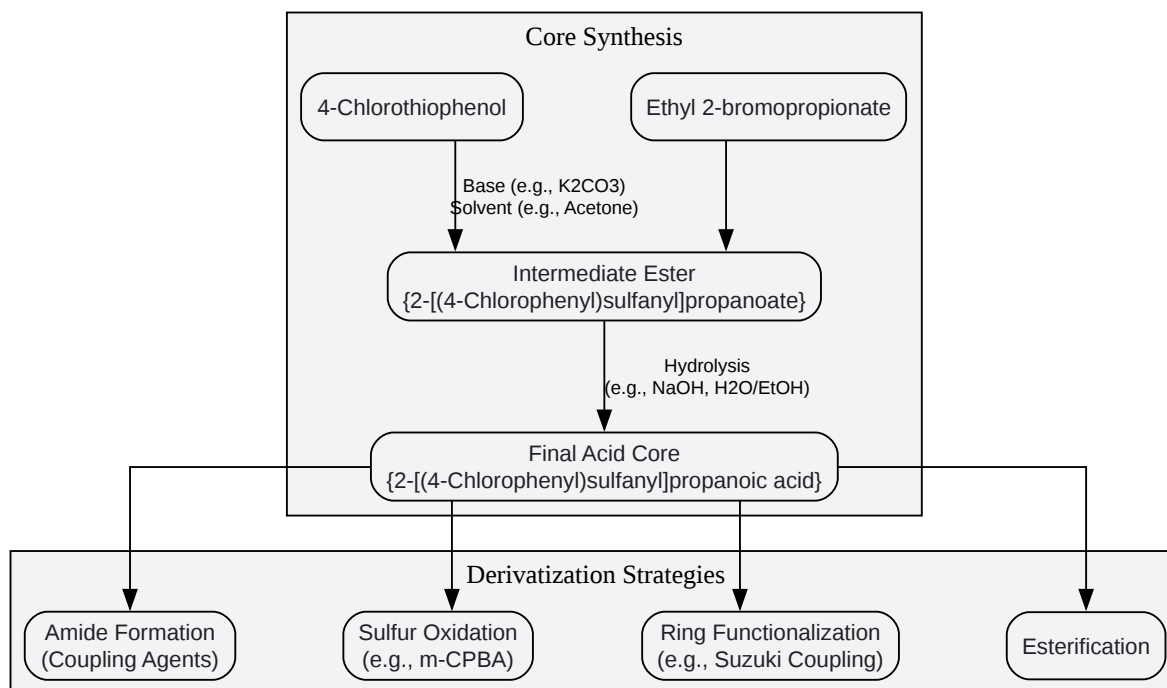 Core Synthesis
4-Chlorothiophenol
Ethyl 2-bromopropionate
Base (e.g., K2CO3)
Solvent (e.g., Acetone)
Intermediate Ester
{2-[(4-Chlorophenyl)sulfanyl]propanoate}
Hydrolysis
(e.g., NaOH, H2O/EtOH)
Final Acid Core
{2-[(4-Chlorophenyl)sulfanyl]propanoic acid}
Derivatization Strategies
Amide Formation
(Coupling Agents)
Sulfur Oxidation
(e.g., m-CPBA)
Ring Functionalization
(e.g., Suzuki Coupling)
Esterification